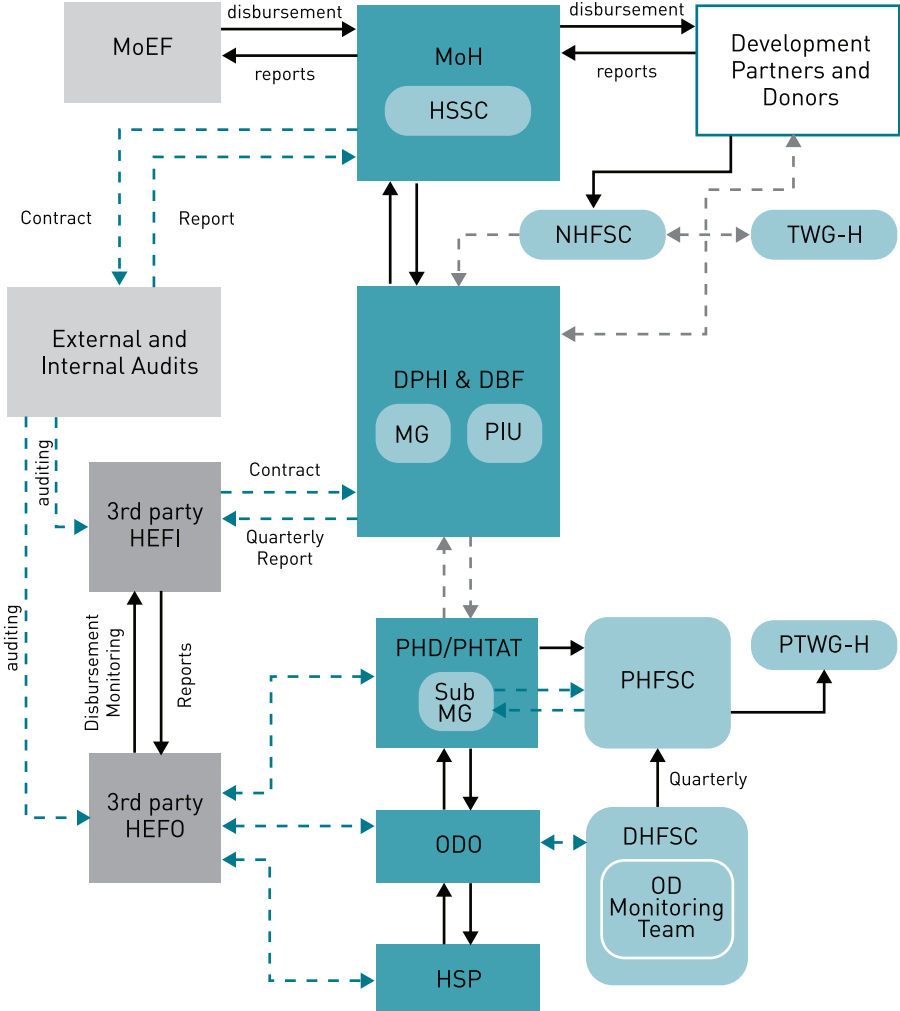 disbursement
disbursement
MoEF
MoH
Development
Partners and
Donors
reports
reports
HSSC
Contract
Report
NHFSC
TWG-H
External and
Internal Audits
DPHI & DBF
MG
PIU
auditing
Contract
3rd party
HEFI
Quarterly
Report
auditing
Disbursement
Monitoring
Reports
PHD/PHTAT
Sub
MG
PHFSC
PTWG-H
Quarterly
3rd party
HEFO
ODO
DHFSC
OD
Monitoring
Team
HSP